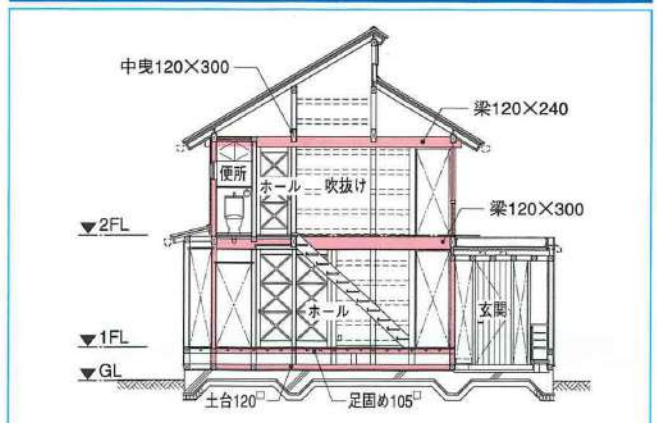 中曳120×300
梁120×240
便所
ホール
吹抜け
梁120×300
▼2FL
ホール
玄関
▼1FL
▼GL
土台120□
足固め105□